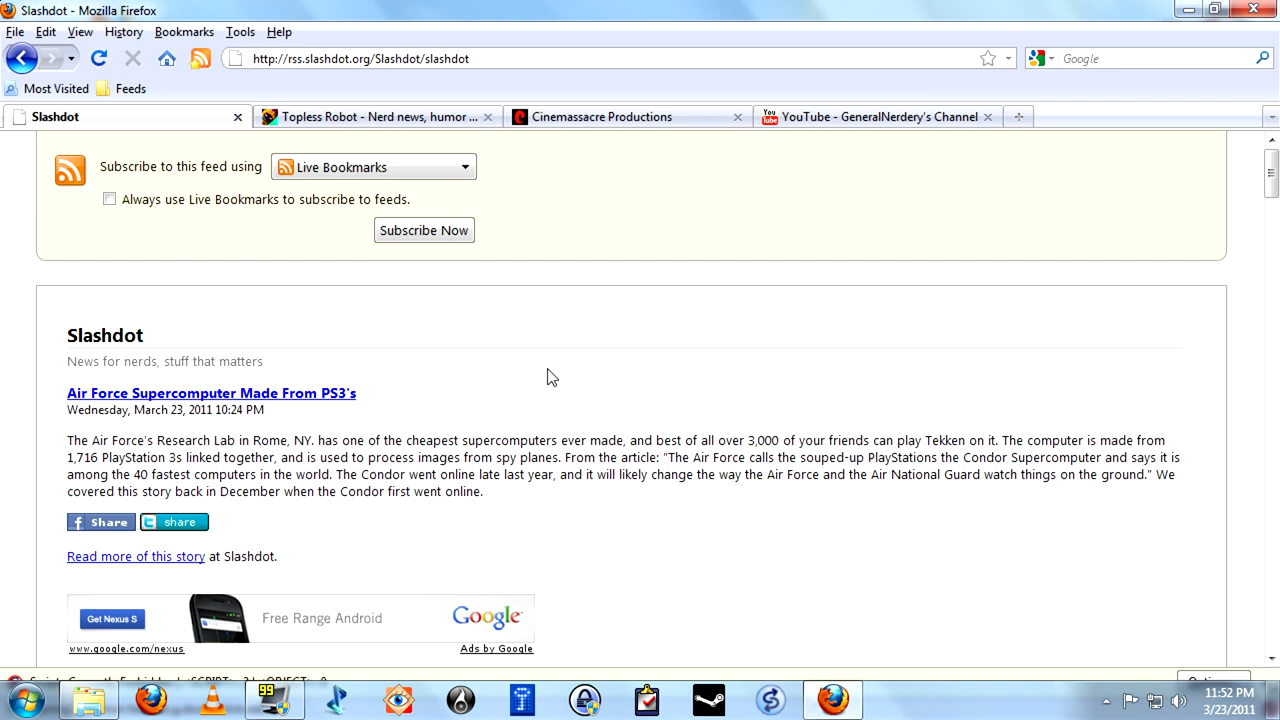 Slashdot - Mozilla Firefox
File Edit View History Bookmarks Tools Help
http://rss.slashdot.org/Slashdot/slashdot
Google
Most Visited Feeds
Slashdot
Topless Robot - Nerd news, humor ...
Cinemassacre Productions
You Tube
YouTube - GeneralNerdery's Channel
Subscribe to this feed using Live Bookmarks
Always use Live Bookmarks to subscribe to feeds.
Subscribe Now
Slashdot
News for nerds, stuff that matters
Air Force Supercomputer Made From PS3's
Wednesday, March 23, 2011 10:24 PM
The Air Force's Research Lab in Rome, NY. has one of the cheapest supercomputers ever made, and best of all over 3,000 of your friends can play Tekken on it. The computer is made from
1,716 PlayStation 3s linked together, and is used to process images from spy planes. From the article: "The Air Force calls the souped-up PlayStations the Condor Supercomputer and says it is
among the 40 fastest computers in the world. The Condor went online late last year, and it will likely change the way the Air Force and the Air National Guard watch things on the ground." We
covered this story back in December when the Condor first went online.
f Share t share
Read more of this story at Slashdot.
Get Nexus S
Free Range Android
Google
www.google.com/nexus
Ads by Google
99
11:52 PM
3/23/2011